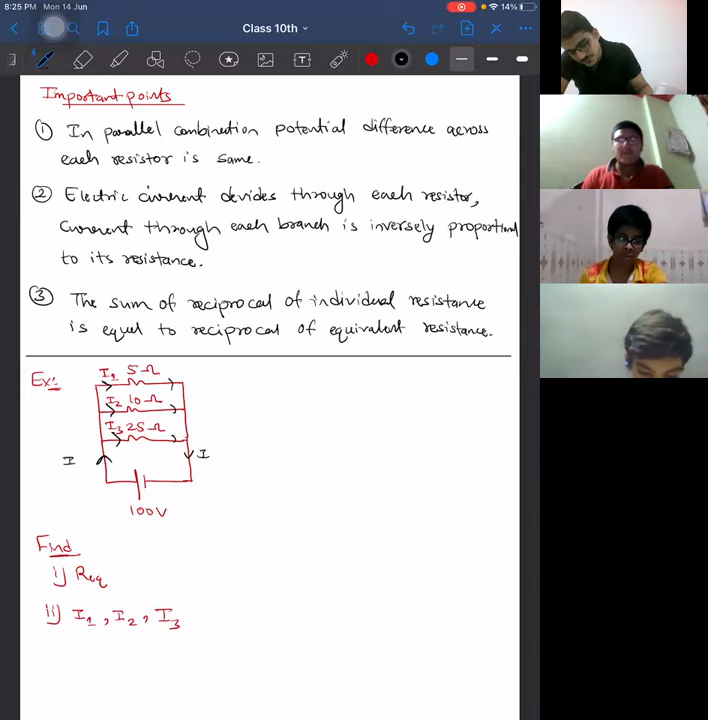 8:25 PM Mon 14 Jun
14%
Class 10th
Important points
① In parallel combination potential difference across
each resistor is same.
② Electric current devides through each resistor,
current through each branch is inversely proportional
to its resistance.
③ The sum of reciprocal of individual resistance
is equal to reciprocal of equivalent resistance.
Ex:
I1 5Ω
I2 10Ω
I3 25Ω
I
I
100V
Find
i) Req
ii) I1, I2, I3